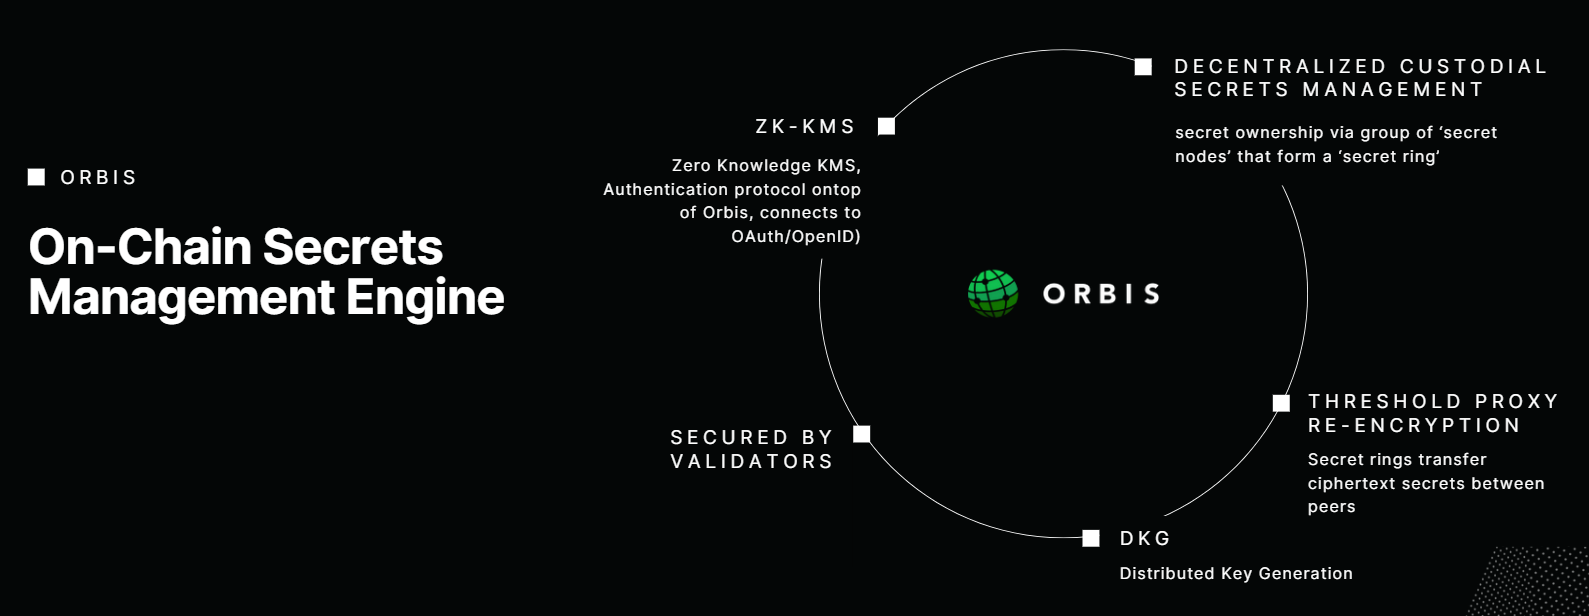 ORBIS
On-Chain Secrets
Management Engine
ZK-KMS
Zero Knowledge KMS,
Authentication protocol ontop
of Orbis, connects to
OAuth/OpenID)
DECENTRALIZED CUSTODIAL
SECRETS MANAGEMENT
secret ownership via group of ‘secret
nodes’ that form a ‘secret ring’
ORBIS
THRESHOLD PROXY
RE-ENCRYPTION
Secret rings transfer
ciphertext secrets between
peers
SECURED BY
VALIDATORS
DKG
Distributed Key Generation